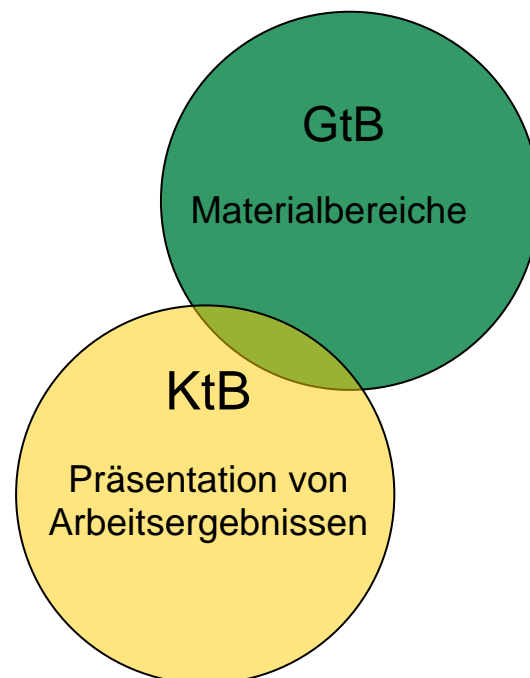 GtB
Materialbereiche
KtB
Präsentation von
Arbeitsergebnissen